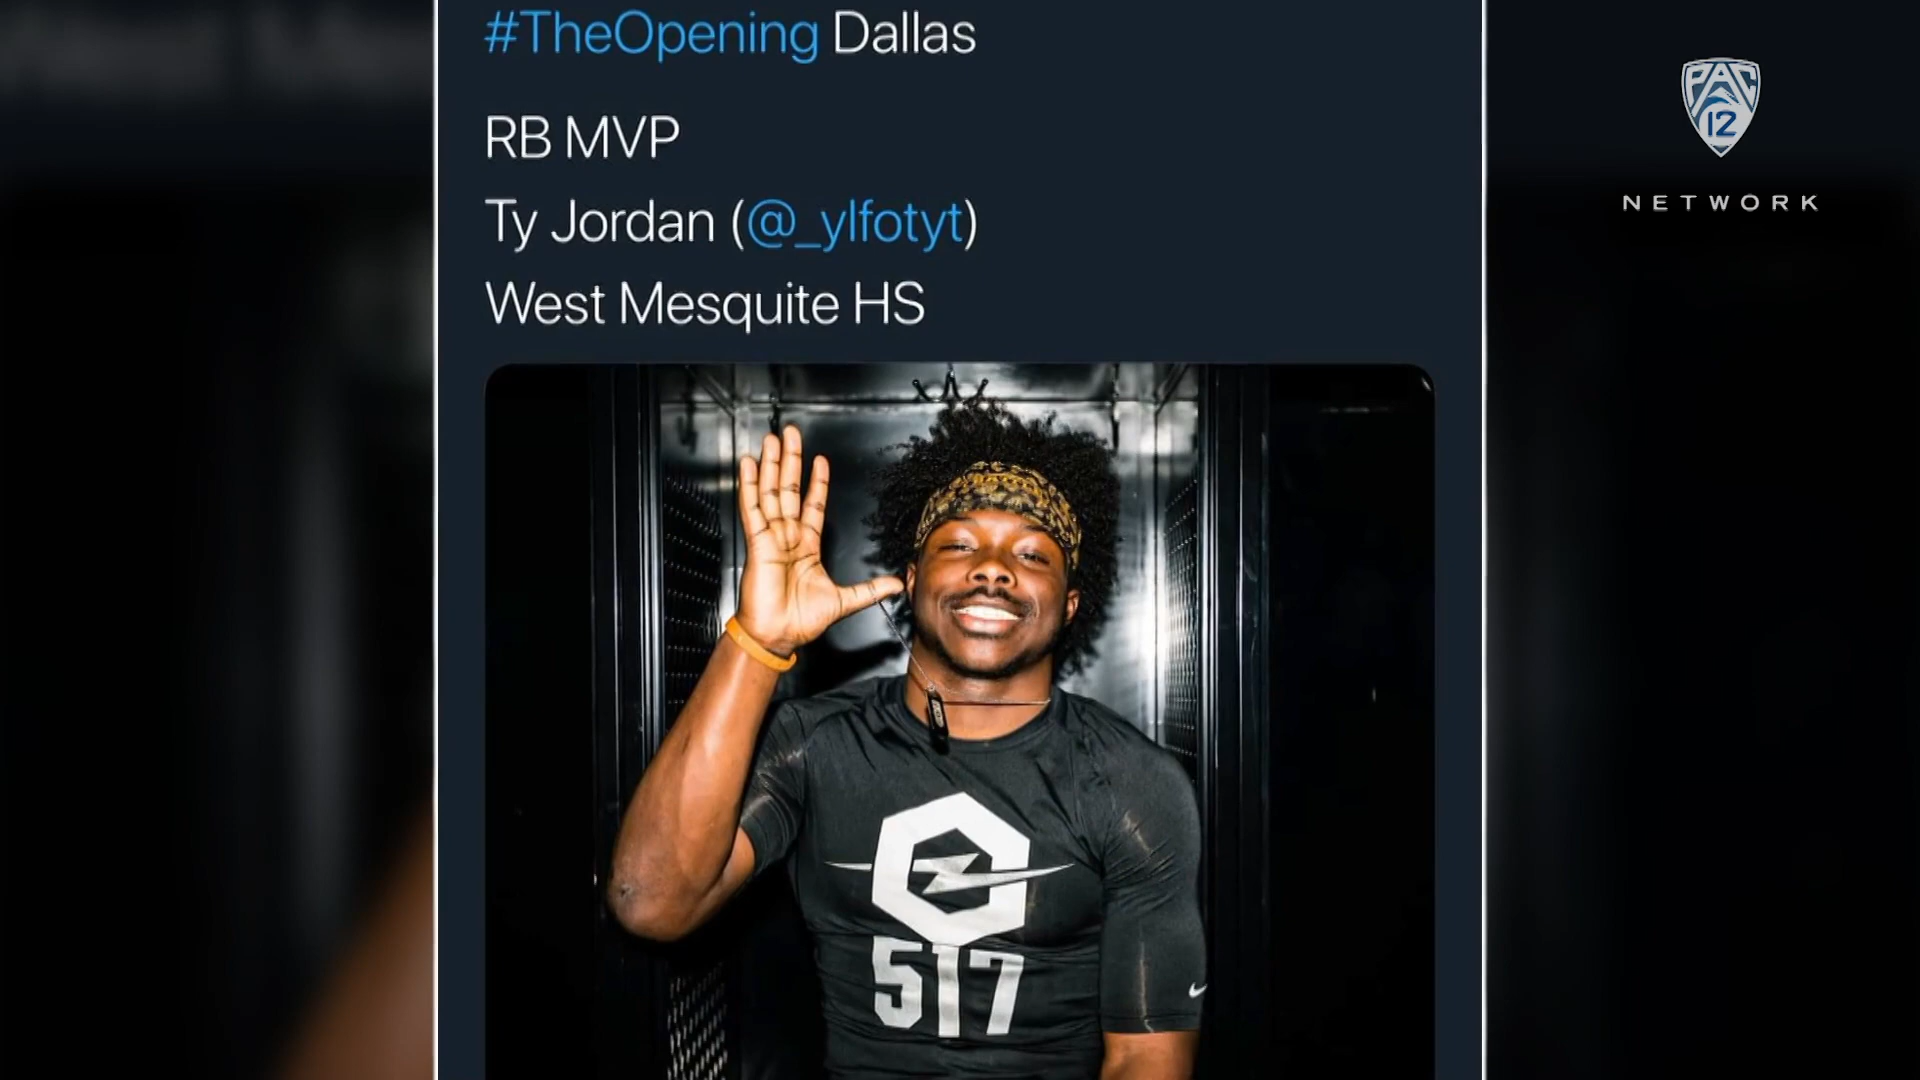 #TheOpening Dallas
RB MVP
Ty Jordan (@_ylfotyt)
West Mesquite HS
PAC
12
NETWORK
517